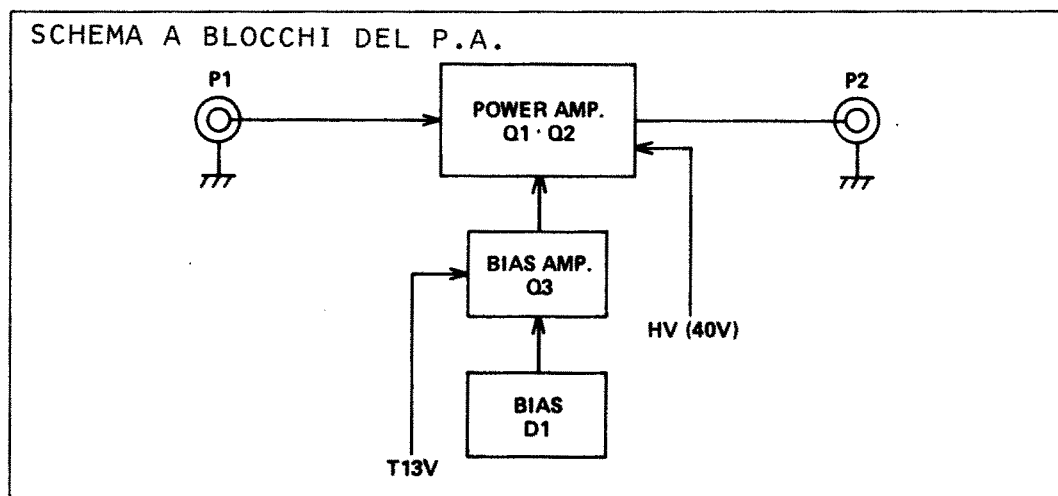 SCHEMA A BLOCCHI DEL P.A.
P1
POWER AMP.
Q1 · Q2
P2
BIAS AMP.
Q3
HV (40V)
BIAS
D1
T13V